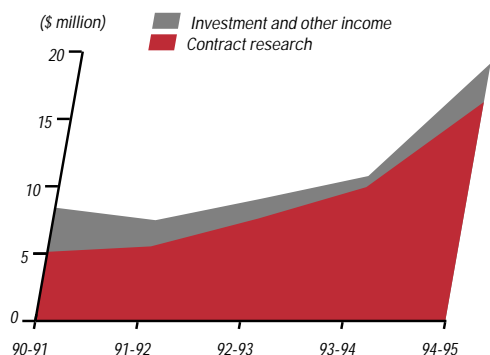 ($ million)
Investment and other income
Contract research
20
15
10
5
0
90-91 91-92 92-93 93-94 94-95